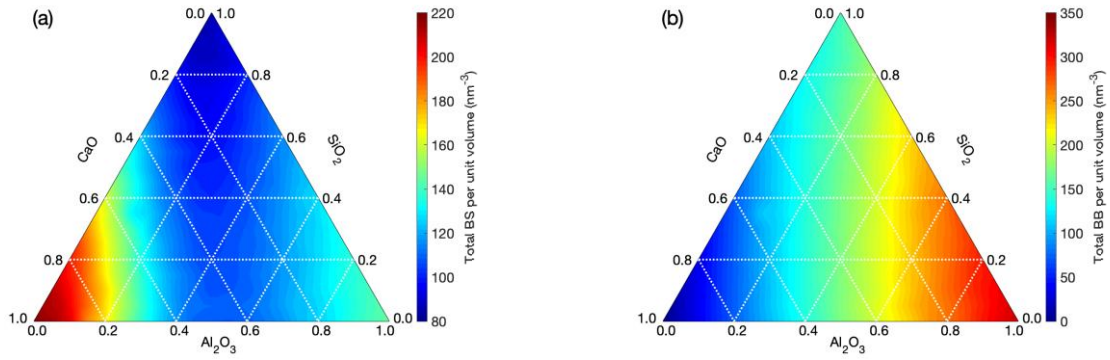 (a)
0.0 1.0
0.2 0.8
0.4 0.6
CaO SiO₂
0.6 0.4
0.8 0.2
1.0 0.0
0.0 0.2 0.4 0.6 0.8 1.0
Al₂O₃
220
200
180
160
140
120
100
80
Total BS per unit volume (nm⁻³)
(b)
0.0 1.0
0.2 0.8
0.4 0.6
CaO SiO₂
0.6 0.4
0.8 0.2
1.0 0.0
0.0 0.2 0.4 0.6 0.8 1.0
Al₂O₃
350
300
250
200
150
100
50
0
Total BB per unit volume (nm⁻³)